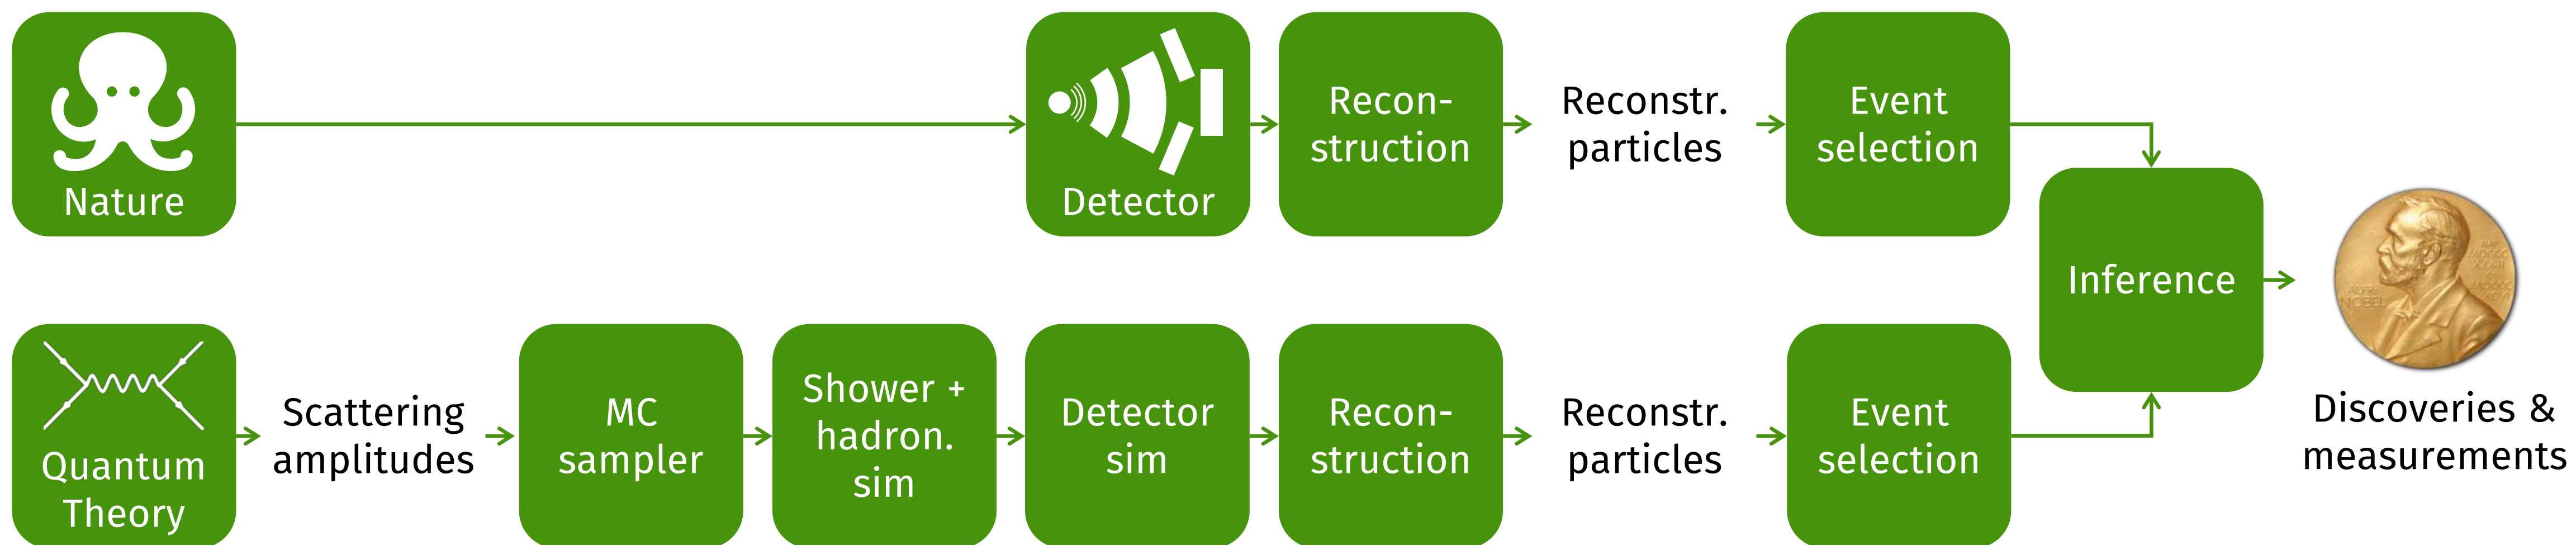 Nature
Detector
Recon-
struction
Reconstr.
particles
Event
selection
Inference
Discoveries &
measurements
Quantum
Theory
Scattering
amplitudes
MC
sampler
Shower +
hadron.
sim
Detector
sim
Recon-
struction
Reconstr.
particles
Event
selection